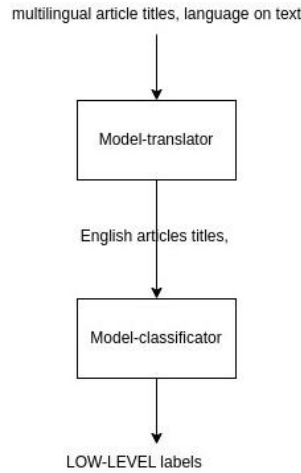 multilingual article titles, language on text
Model-translator
English articles titles,
Model-classificator
LOW-LEVEL labels